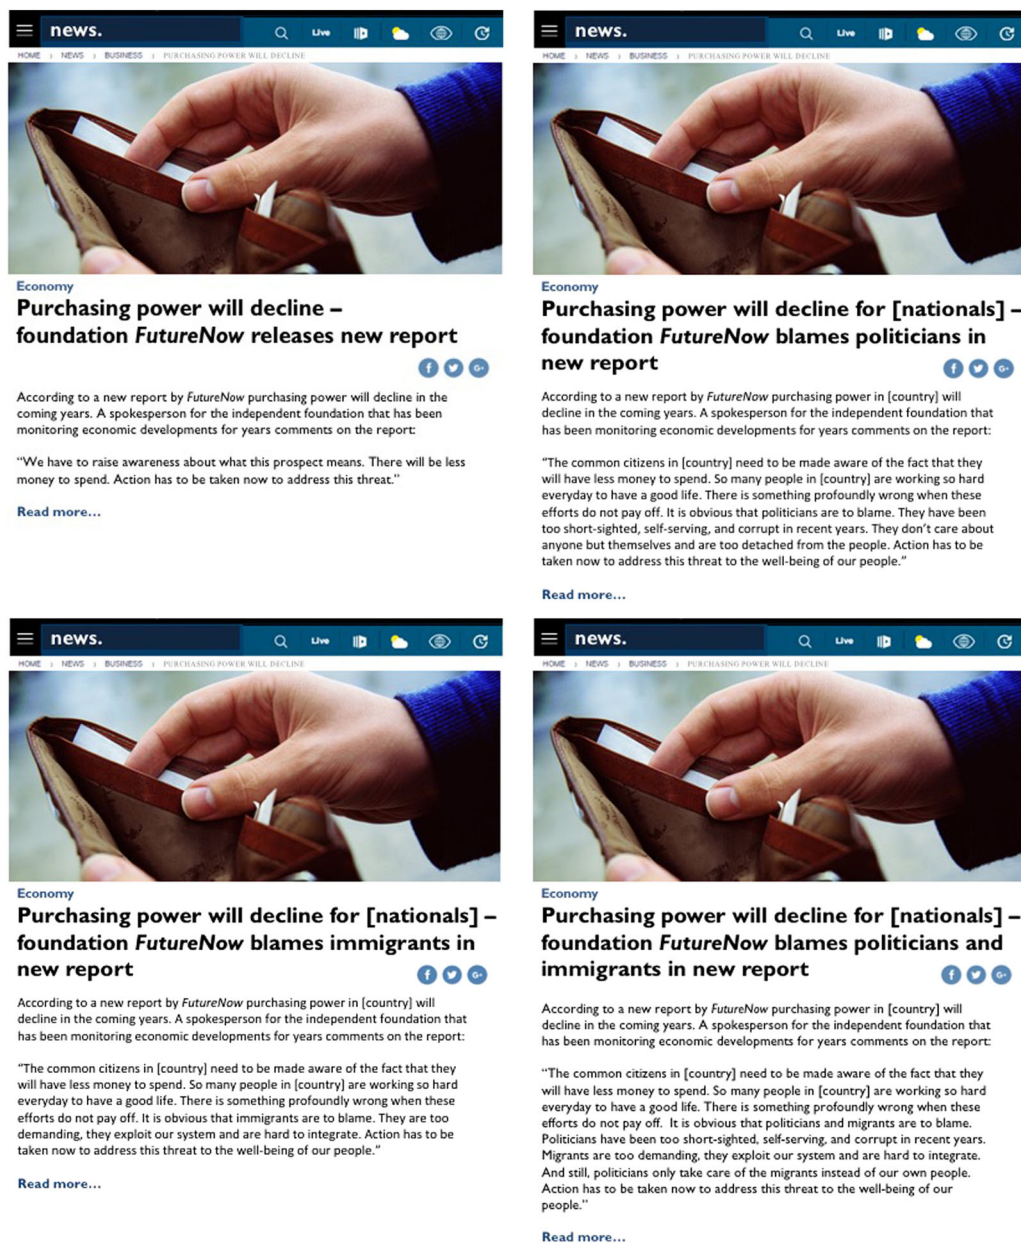 news.
Live
HOME > NEWS > BUSINESS > PURCHASING POWER WILL DECLINE
Economy
Purchasing power will decline –
foundation FutureNow releases new report
f
G+
According to a new report by FutureNow purchasing power will decline in the
coming years. A spokesperson for the independent foundation that has been
monitoring economic developments for years comments on the report:
“We have to raise awareness about what this prospect means. There will be less
money to spend. Action has to be taken now to address this threat.”
Read more...
news.
Live
HOME > NEWS > BUSINESS > PURCHASING POWER WILL DECLINE
Economy
Purchasing power will decline for [nationals] –
foundation FutureNow blames politicians in
new report
f
G+
According to a new report by FutureNow purchasing power in [country] will
decline in the coming years. A spokesperson for the independent foundation that
has been monitoring economic developments for years comments on the report:
“The common citizens in [country] need to be made aware of the fact that they
will have less money to spend. So many people in [country] are working so hard
everyday to have a good life. There is something profoundly wrong when these
efforts do not pay off. It is obvious that politicians are to blame. They have been
too short-sighted, self-serving, and corrupt in recent years. They don’t care about
anyone but themselves and are too detached from the people. Action has to be
taken now to address this threat to the well-being of our people.”
Read more...
news.
Live
HOME > NEWS > BUSINESS > PURCHASING POWER WILL DECLINE
Economy
Purchasing power will decline for [nationals] –
foundation FutureNow blames immigrants in
new report
f
G+
According to a new report by FutureNow purchasing power in [country] will
decline in the coming years. A spokesperson for the independent foundation that
has been monitoring economic developments for years comments on the report:
“The common citizens in [country] need to be made aware of the fact that they
will have less money to spend. So many people in [country] are working so hard
everyday to have a good life. There is something profoundly wrong when these
efforts do not pay off. It is obvious that immigrants are to blame. They are too
demanding, they exploit our system and are hard to integrate. Action has to be
taken now to address this threat to the well-being of our people.”
Read more...
news.
Live
HOME > NEWS > BUSINESS > PURCHASING POWER WILL DECLINE
Economy
Purchasing power will decline for [nationals] –
foundation FutureNow blames politicians and
immigrants in new report
f
G+
According to a new report by FutureNow purchasing power in [country] will
decline in the coming years. A spokesperson for the independent foundation that
has been monitoring economic developments for years comments on the report:
“The common citizens in [country] need to be made aware of the fact that they
will have less money to spend. So many people in [country] are working so hard
everyday to have a good life. There is something profoundly wrong when these
efforts do not pay off. It is obvious that politicians and migrants are to blame.
Politicians have been too short-sighted, self-serving, and corrupt in recent years.
Migrants are too demanding, they exploit our system and are hard to integrate.
And still, politicians only take care of the migrants instead of our own people.
Action has to be taken now to address this threat to the well-being of our
people.”
Read more...